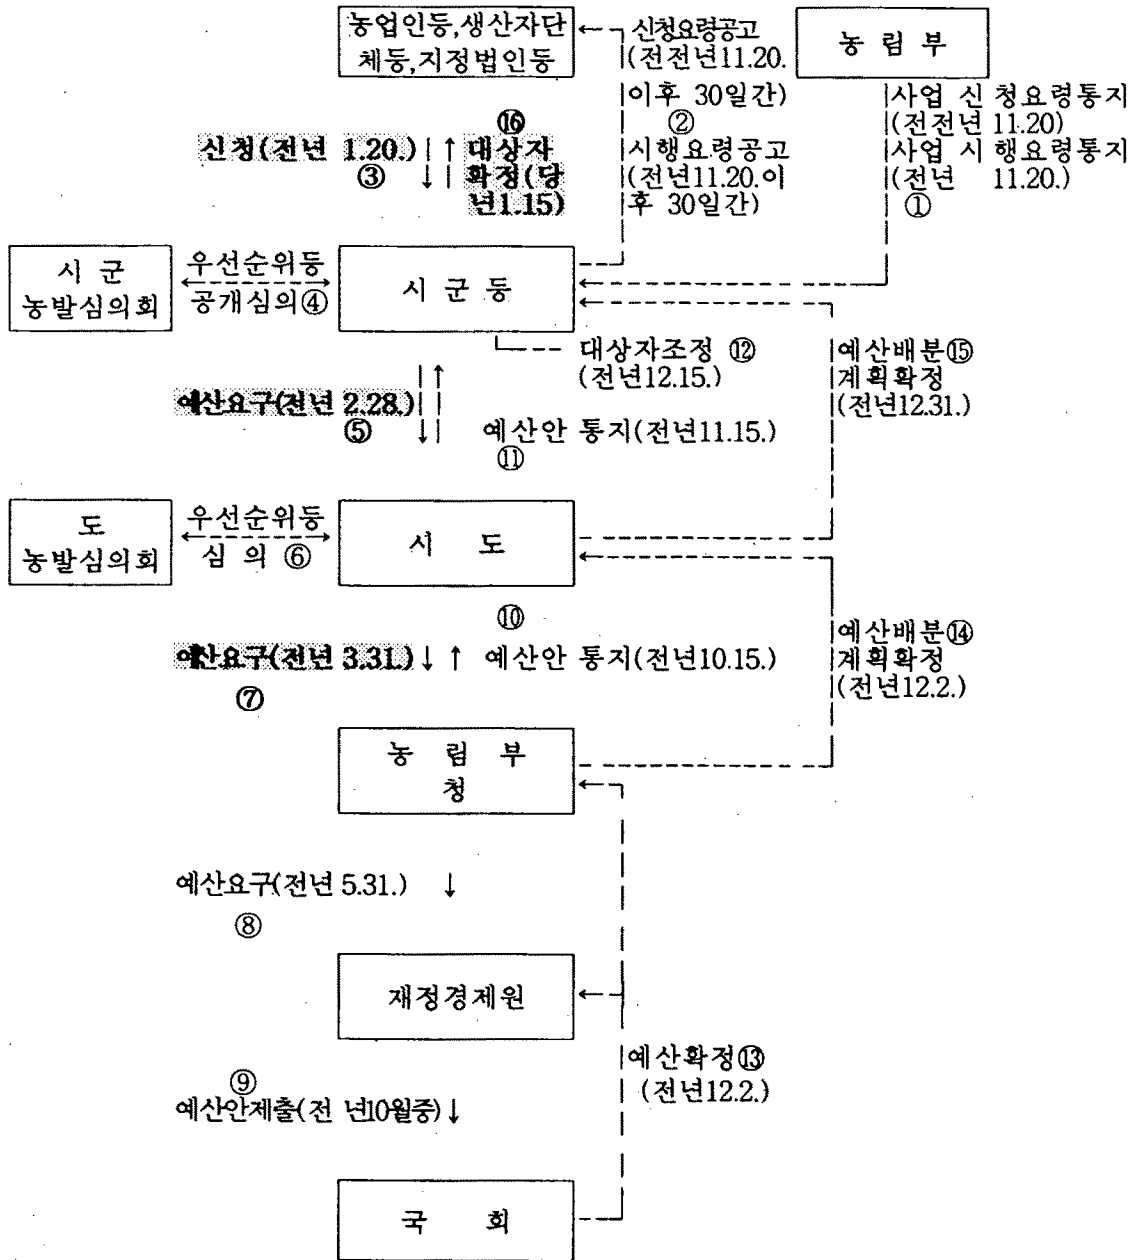 농업인등,생산자단
체등,지정법인등
신청요령공고
(전전년11.20.
이후 30일간)
②
시행요령공고
(전년11.20.이
후 30일간)
농 림 부
사업 신청요령통지
(전전년 11.20)
사업 시행요령통지
(전년 11.20.)
①
신청(전년 1.20.)
③
⑯
대상자
확정(당
년1.15)
시 군
농발심의회
우선순위등
공개심의④
시 군 등
대상자조정 ⑫
(전년12.15.)
예산요구(전년 2.28.)
⑤
예산안 통지(전년11.15.)
⑪
예산배분⑮
계획확정
(전년12.31.)
도
농발심의회
우선순위등
심 의 ⑥
시 도
⑩
예산요구(전년 3.31.)
⑦
예산안 통지(전년10.15.)
예산배분⑭
계획확정
(전년12.2.)
농 림 부
청
예산요구(전년 5.31.)
⑧
재정경제원
⑨
예산안제출(전 년10월중)
예산확정⑬
(전년12.2.)
국 회